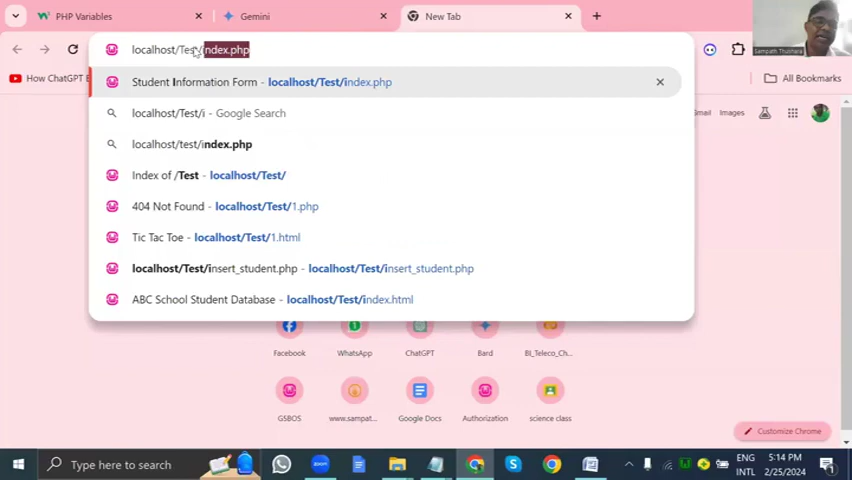 PHP Variables
Gemini
New Tab
localhost/Test/index.php
How ChatGPT
All Bookmarks
Student Information Form - localhost/Test/index.php
localhost/Test/i - Google Search
localhost/test/index.php
Index of /Test - localhost/Test/
404 Not Found - localhost/Test/1.php
Tic Tac Toe - localhost/Test/1.html
localhost/Test/insert_student.php - localhost/Test/insert_student.php
ABC School Student Database - localhost/Test/index.html
Images
Sampath Thushara
Facebook
WhatsApp
ChatGPT
Bard
BI_Teleco_Ch...
GSBOS
www.sampat...
Google Docs
Authorization
science class
Customize Chrome
Type here to search
ENG
INTL
5:14 PM
2/25/2024